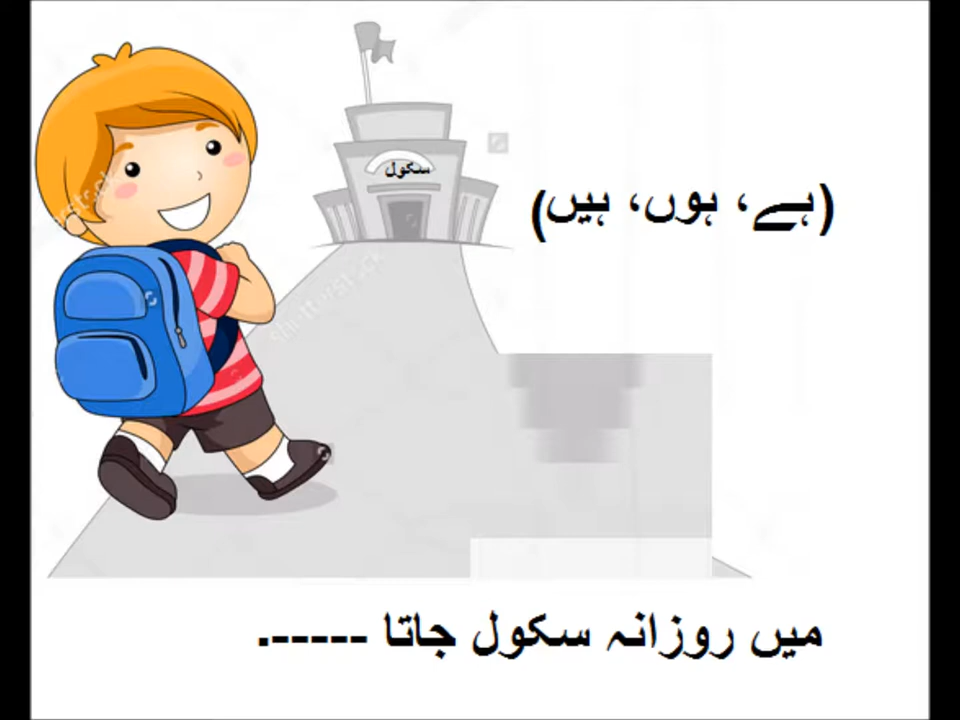 سکول
(ہے، ہوں، ہیں)
میں روزانہ سکول جاتا -----.